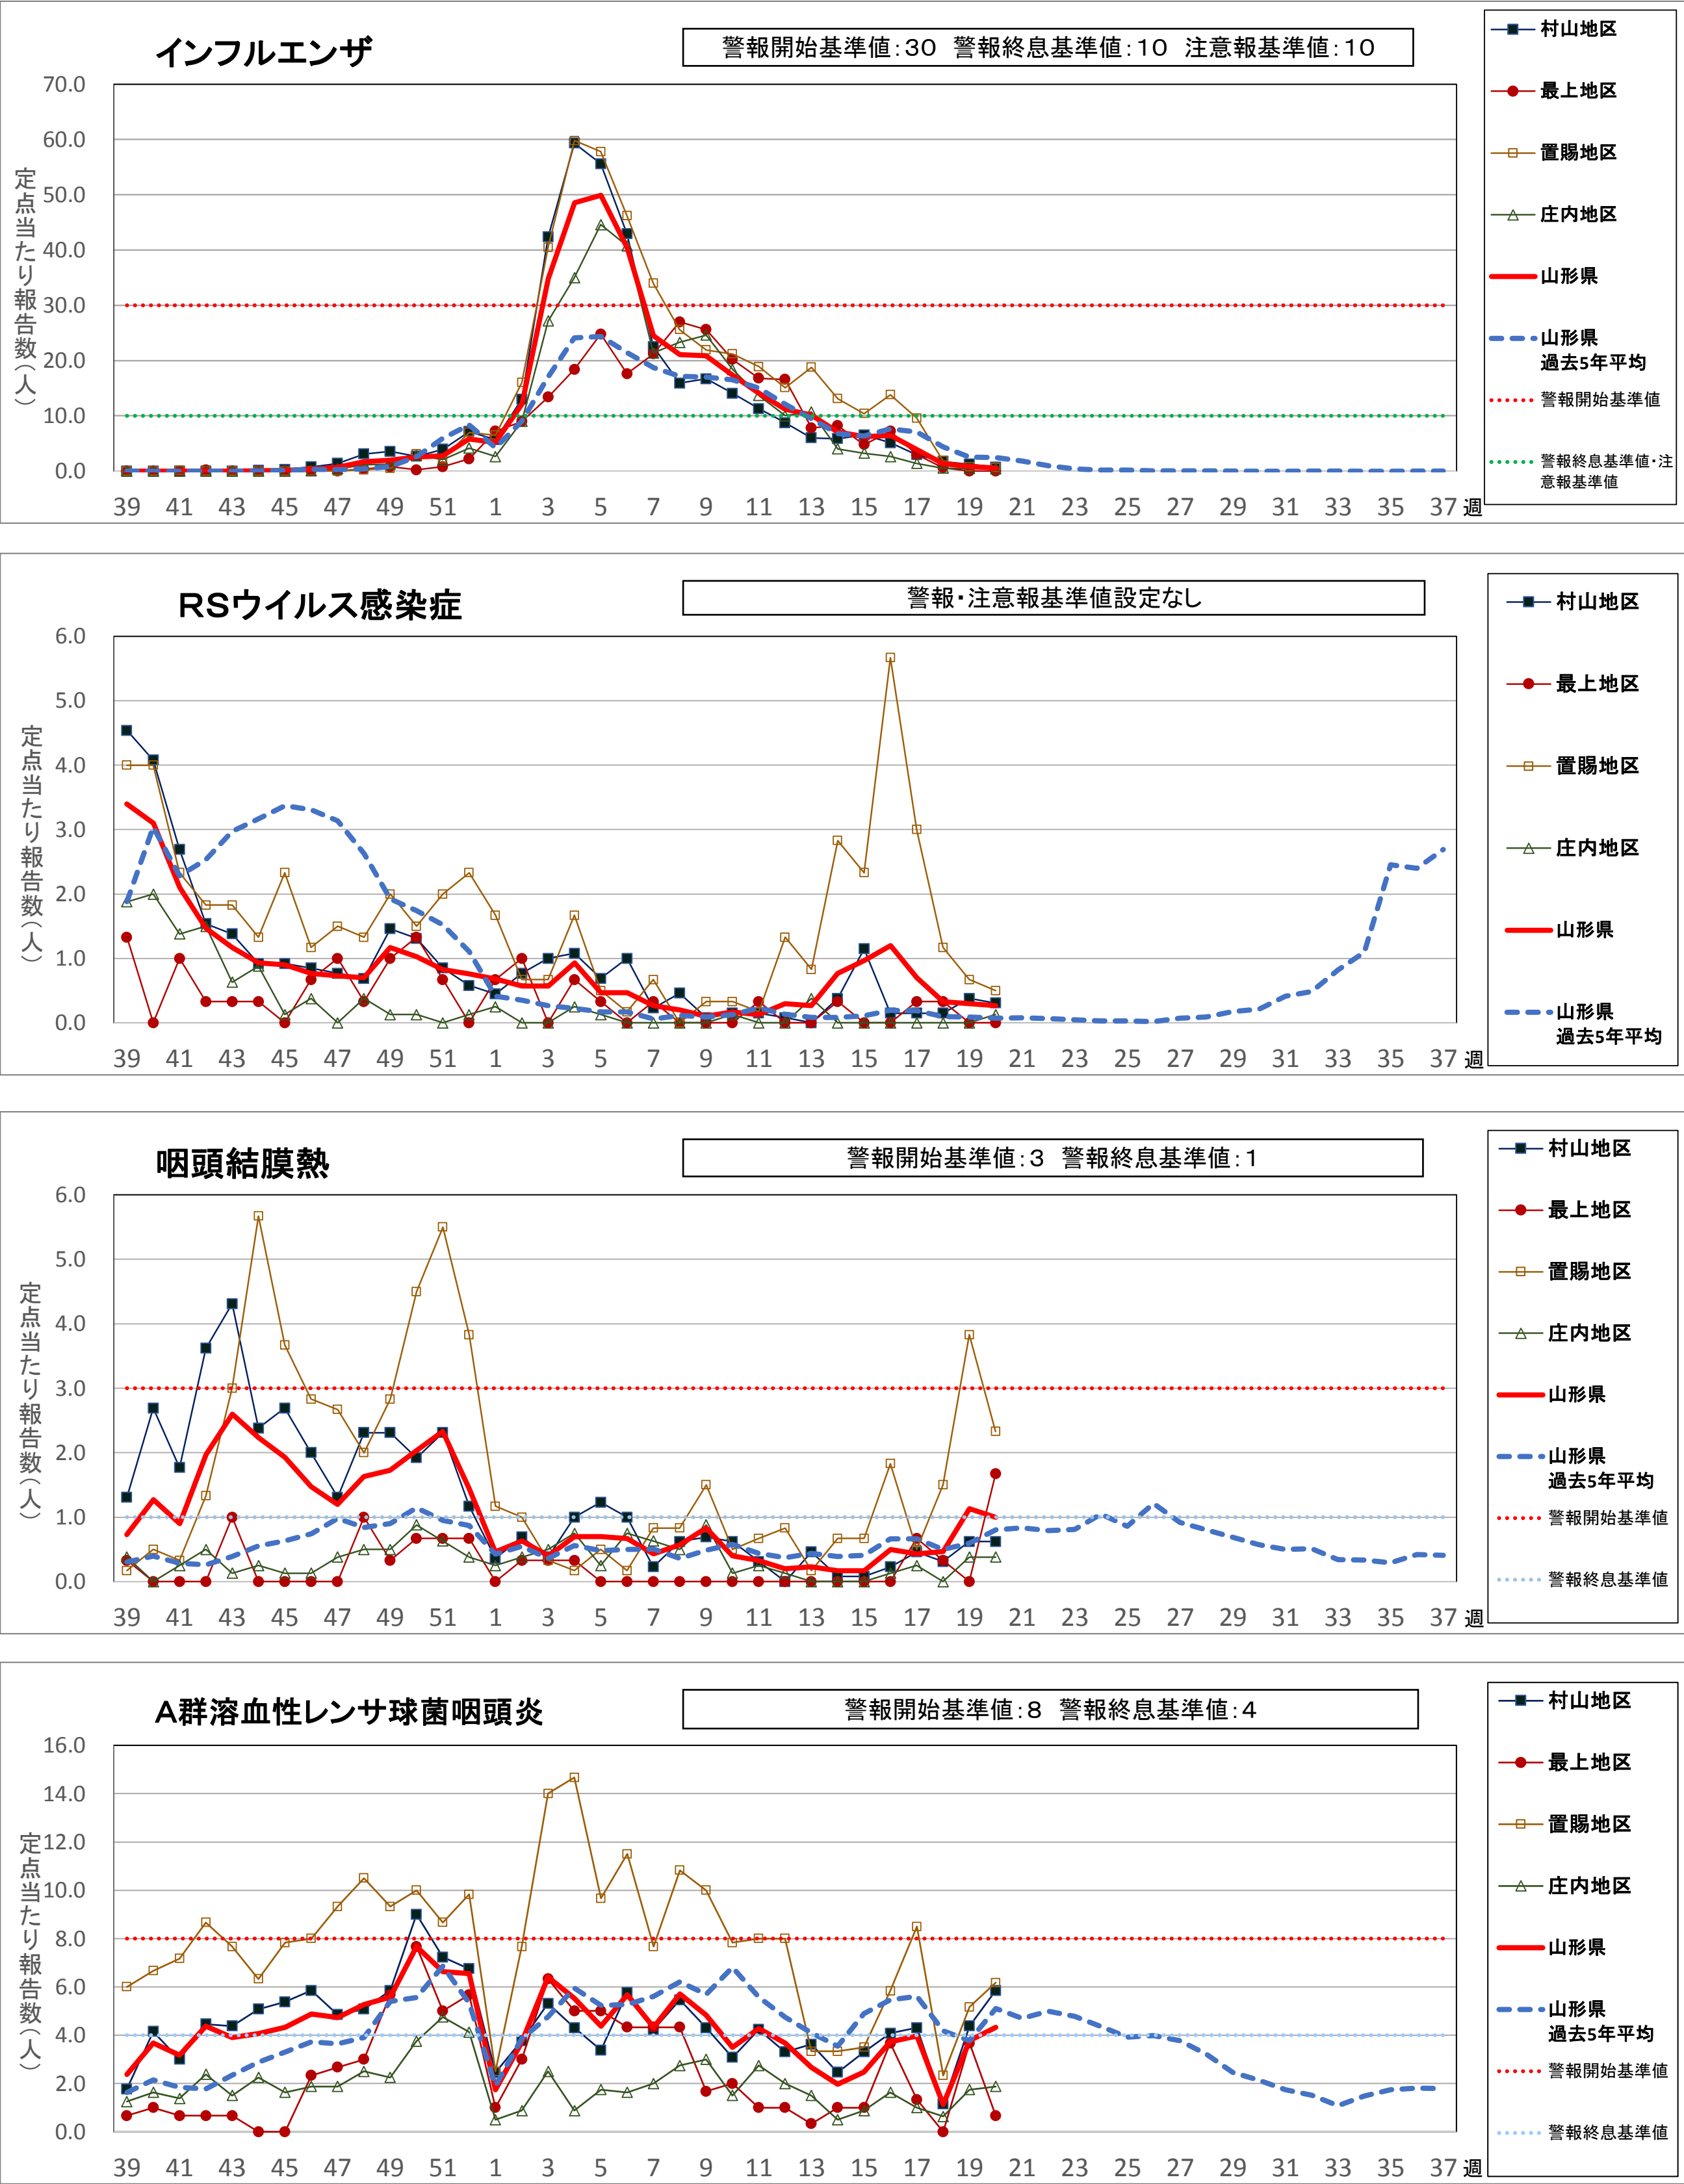 インフルエンザ
警報開始基準値：30 警報終息基準値：10 注意報基準値：10
定点当たり報告数（人）
70.0
60.0
50.0
40.0
30.0
20.0
10.0
0.0
39 41 43 45 47 49 51 1 3 5 7 9 11 13 15 17 19 21 23 25 27 29 31 33 35 37 週
村山地区
最上地区
置賜地区
庄内地区
山形県
山形県
過去5年平均
警報開始基準値
警報終息基準値・注
意報基準値
RSウイルス感染症
警報・注意報基準値設定なし
定点当たり報告数（人）
6.0
5.0
4.0
3.0
2.0
1.0
0.0
39 41 43 45 47 49 51 1 3 5 7 9 11 13 15 17 19 21 23 25 27 29 31 33 35 37 週
村山地区
最上地区
置賜地区
庄内地区
山形県
山形県
過去5年平均
咽頭結膜熱
警報開始基準値：3 警報終息基準値：1
定点当たり報告数（人）
6.0
5.0
4.0
3.0
2.0
1.0
0.0
39 41 43 45 47 49 51 1 3 5 7 9 11 13 15 17 19 21 23 25 27 29 31 33 35 37 週
村山地区
最上地区
置賜地区
庄内地区
山形県
山形県
過去5年平均
警報開始基準値
警報終息基準値
A群溶血性レンサ球菌咽頭炎
警報開始基準値：8 警報終息基準値：4
定点当たり報告数（人）
16.0
14.0
12.0
10.0
8.0
6.0
4.0
2.0
0.0
39 41 43 45 47 49 51 1 3 5 7 9 11 13 15 17 19 21 23 25 27 29 31 33 35 37 週
村山地区
最上地区
置賜地区
庄内地区
山形県
山形県
過去5年平均
警報開始基準値
警報終息基準値